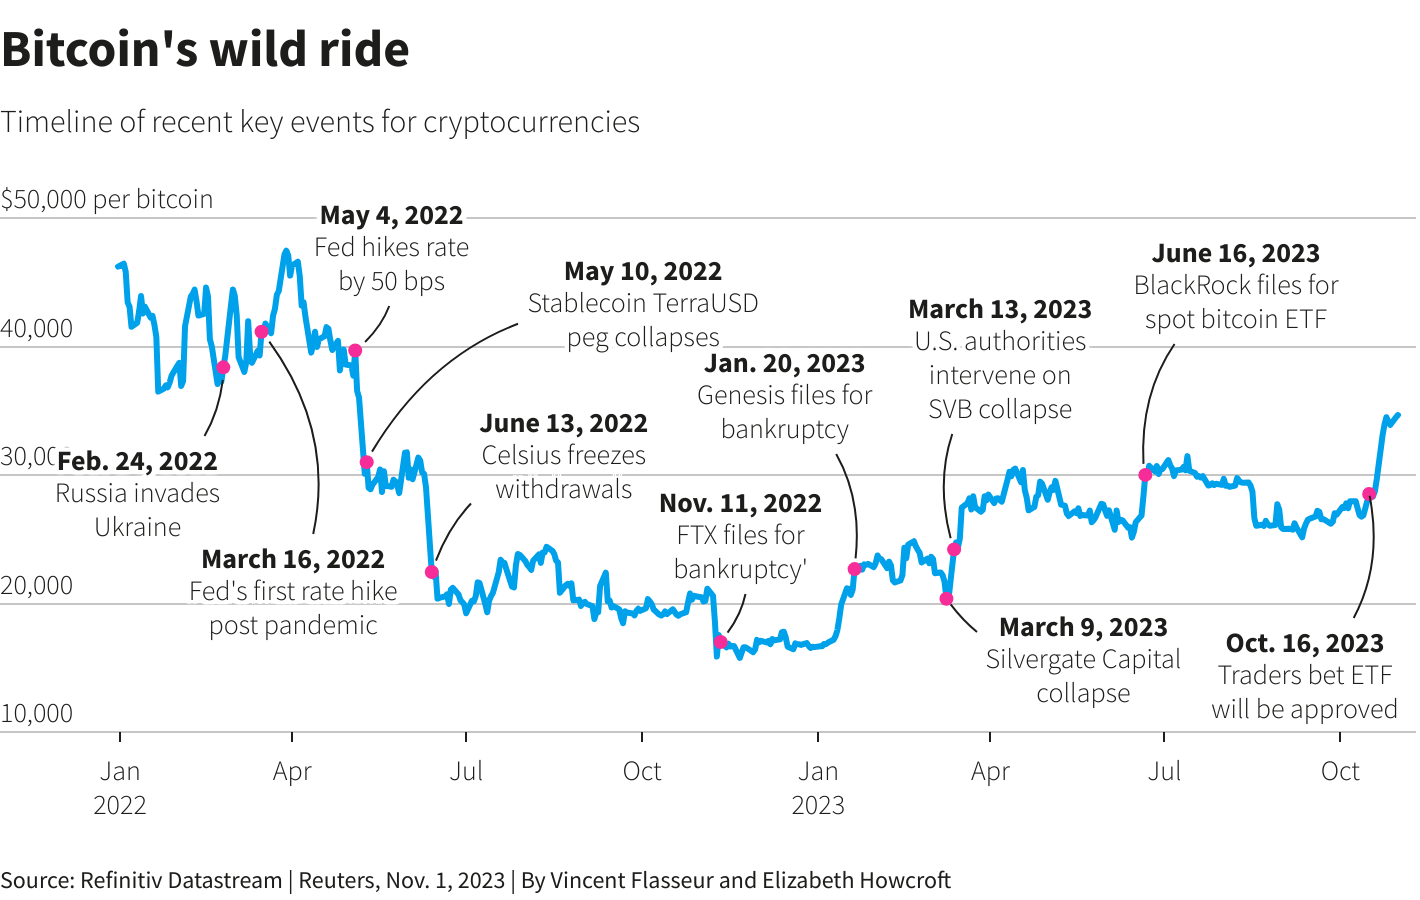 Bitcoin's wild ride
Timeline of recent key events for cryptocurrencies
$50,000 per bitcoin
40,000
30,00
20,000
10,000
May 4, 2022
Fed hikes rate
by 50 bps
May 10, 2022
Stablecoin TerraUSD
peg collapses
June 16, 2023
BlackRock files for
spot bitcoin ETF
March 13, 2023
U.S. authorities
intervene on
SVB collapse
Jan. 20, 2023
Genesis files for
bankruptcy
June 13, 2022
Celsius freezes
withdrawals
Feb. 24, 2022
Russia invades
Ukraine
Nov. 11, 2022
FTX files for
bankruptcy'
March 16, 2022
Fed's first rate hike
post pandemic
March 9, 2023
Silvergate Capital
collapse
Oct. 16, 2023
Traders bet ETF
will be approved
Jan Apr Jul Oct Jan Apr Jul Oct
2022 2023
Source: Refinitiv Datastream | Reuters, Nov. 1, 2023 | By Vincent Flasseur and Elizabeth Howcroft